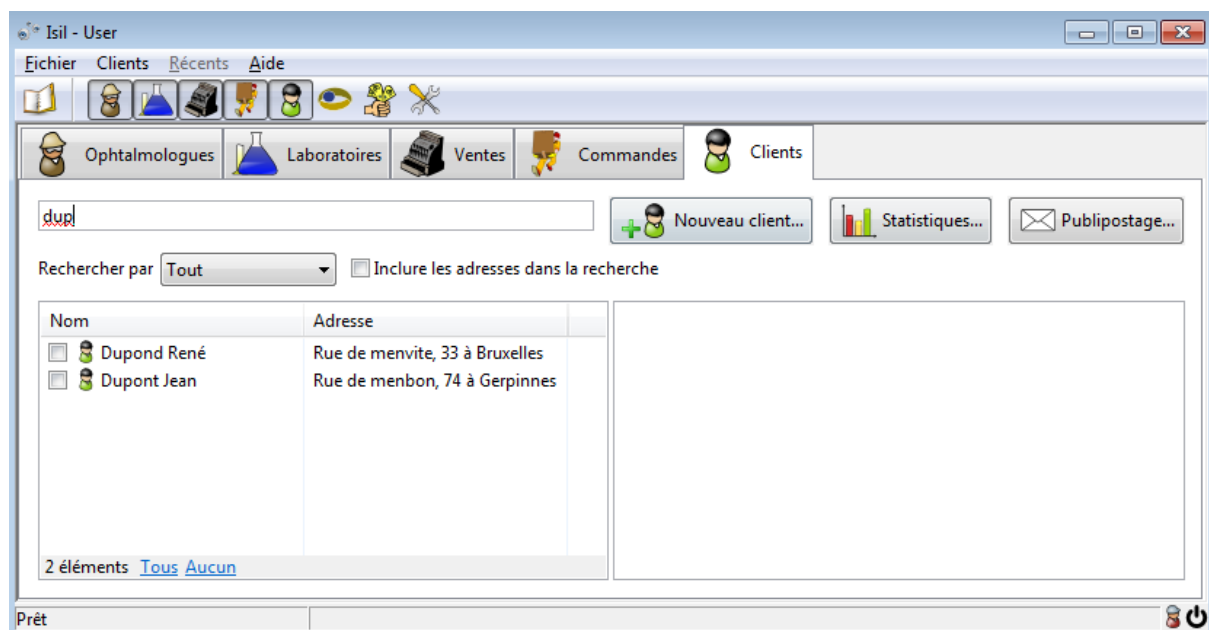 Isil - User
Fichier Clients Récents Aide
Ophtalmologues Laboratoires Ventes Commandes Clients
dup Nouveau client... Statistiques... Publipostage...
Rechercher par Tout Inclure les adresses dans la recherche
Nom Adresse
Dupond René Rue de menvite, 33 à Bruxelles
Dupont Jean Rue de menbon, 74 à Gerpinnes
2 éléments Tous Aucun
Prêt